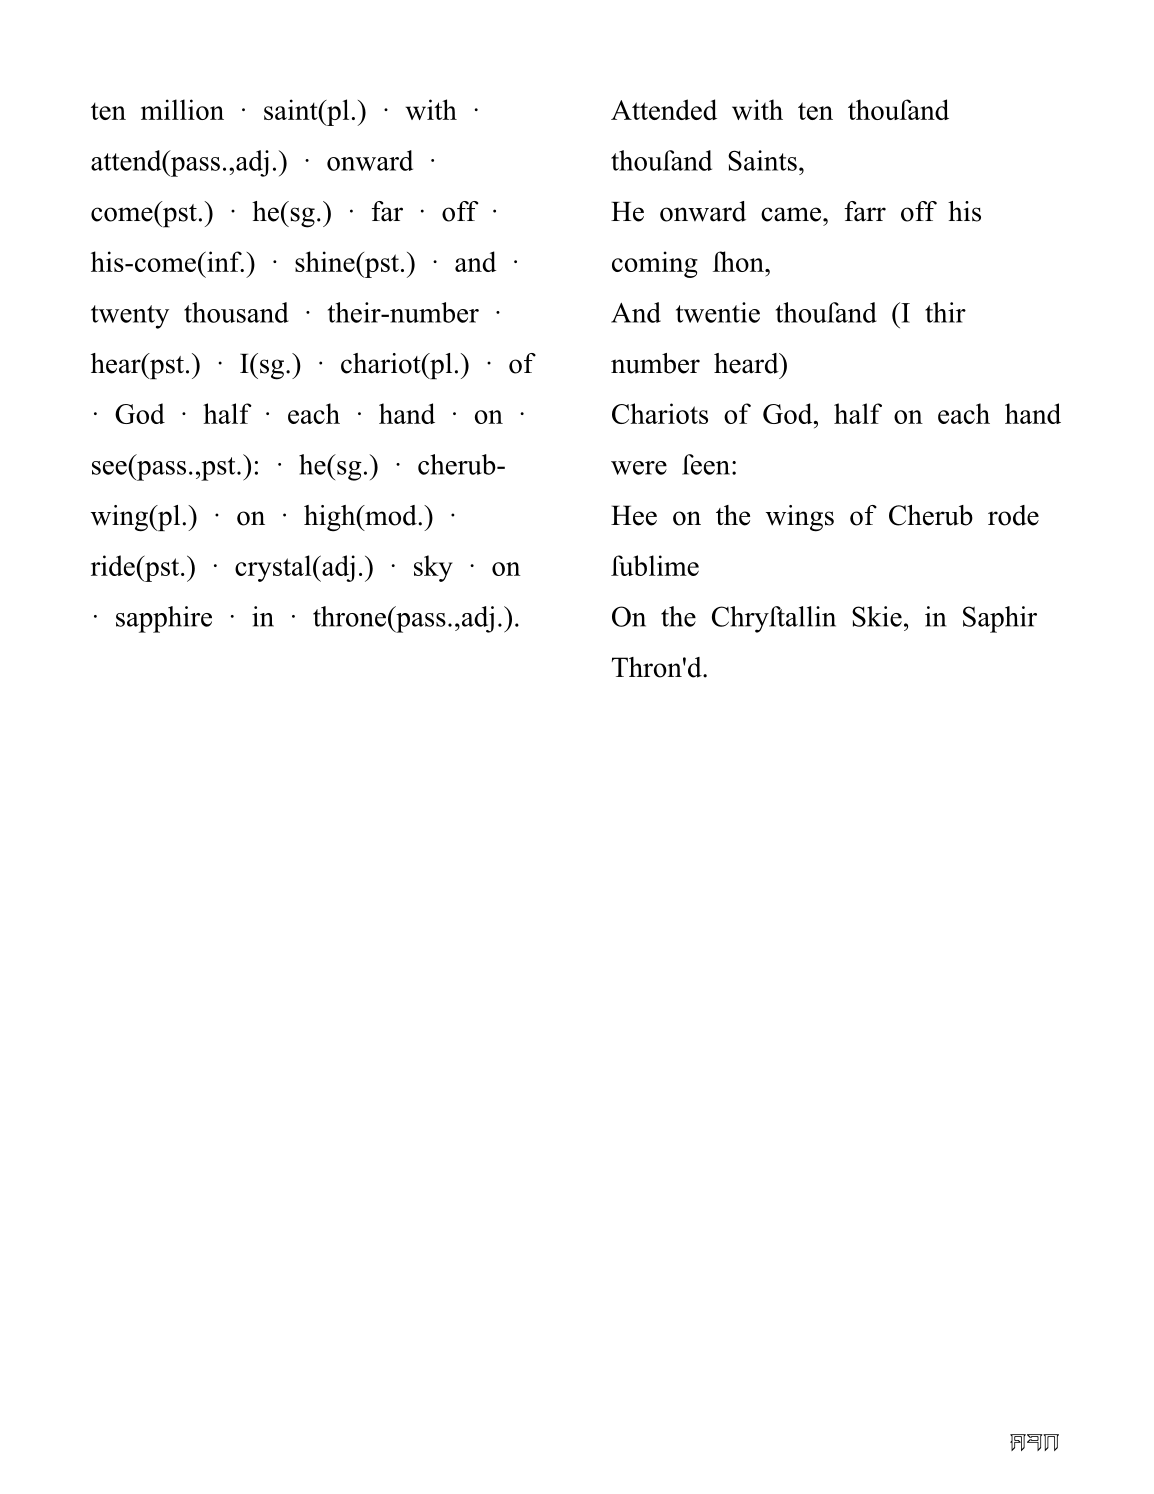 ten million · saint(pl.) · with ·
attend(pass.,adj.) · onward ·
come(pst.) · he(sg.) · far · off ·
his-come(inf.) · shine(pst.) · and ·
twenty thousand · their-number ·
hear(pst.) · I(sg.) · chariot(pl.) · of
· God · half · each · hand · on ·
see(pass.,pst.): · he(sg.) · cherub-
wing(pl.) · on · high(mod.) ·
ride(pst.) · crystal(adj.) · sky · on
· sapphire · in · throne(pass.,adj.).
Attended with ten thouſand
thouſand Saints,
He onward came, farr off his
coming ſhon,
And twentie thouſand (I thir
number heard)
Chariots of God, half on each hand
were ſeen:
Hee on the wings of Cherub rode
ſublime
On the Chryſtallin Skie, in Saphir
Thron'd.